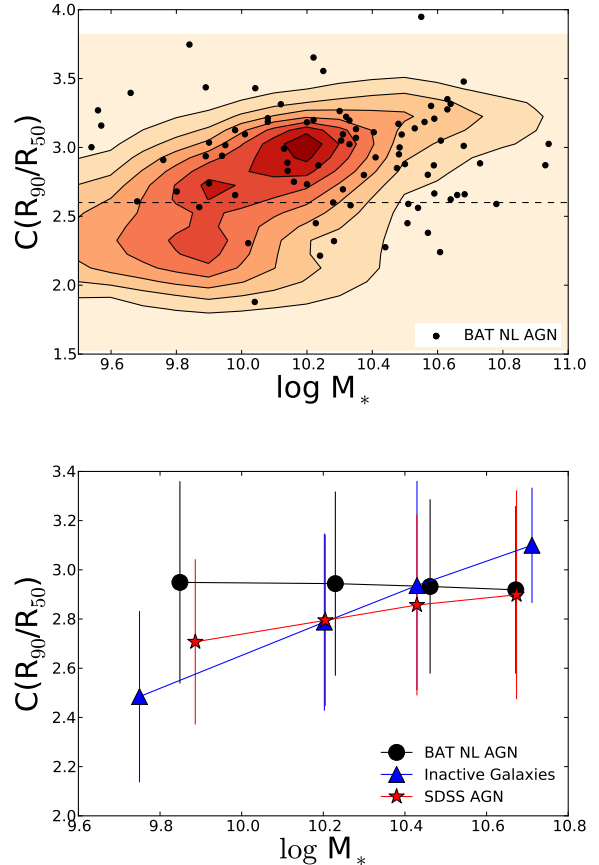 4.0
3.5
3.0
2.5
2.0
1.5
C(R90/R50)
BAT NL AGN
9.6 9.8 10.0 10.2 10.4 10.6 10.8 11.0
log M*
3.4
3.2
3.0
2.8
2.6
2.4
2.2
2.0
C(R90/R50)
BAT NL AGN
Inactive Galaxies
SDSS AGN
9.6 9.8 10.0 10.2 10.4 10.6 10.8
log M*